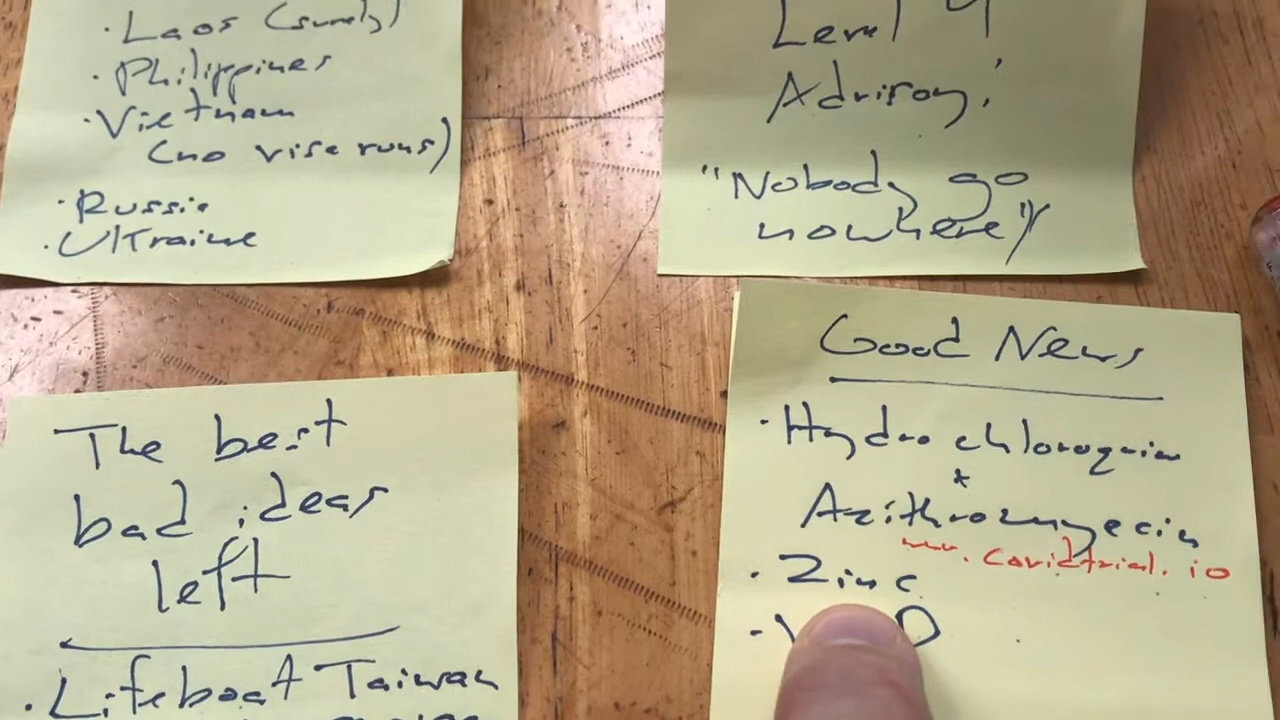 · Laos (surely)
· Philippines
· Vietnam
(no visa runs)
· Russia
· Ukraine
Level 4
Advisory:
"Nobody go
nowhere"
The best
bad ideas
left
· Lifeboat Taiwan
Good News
· Hydrochloroquin
+
Azithromycin
www.covidtrial.io
· Zinc
· D